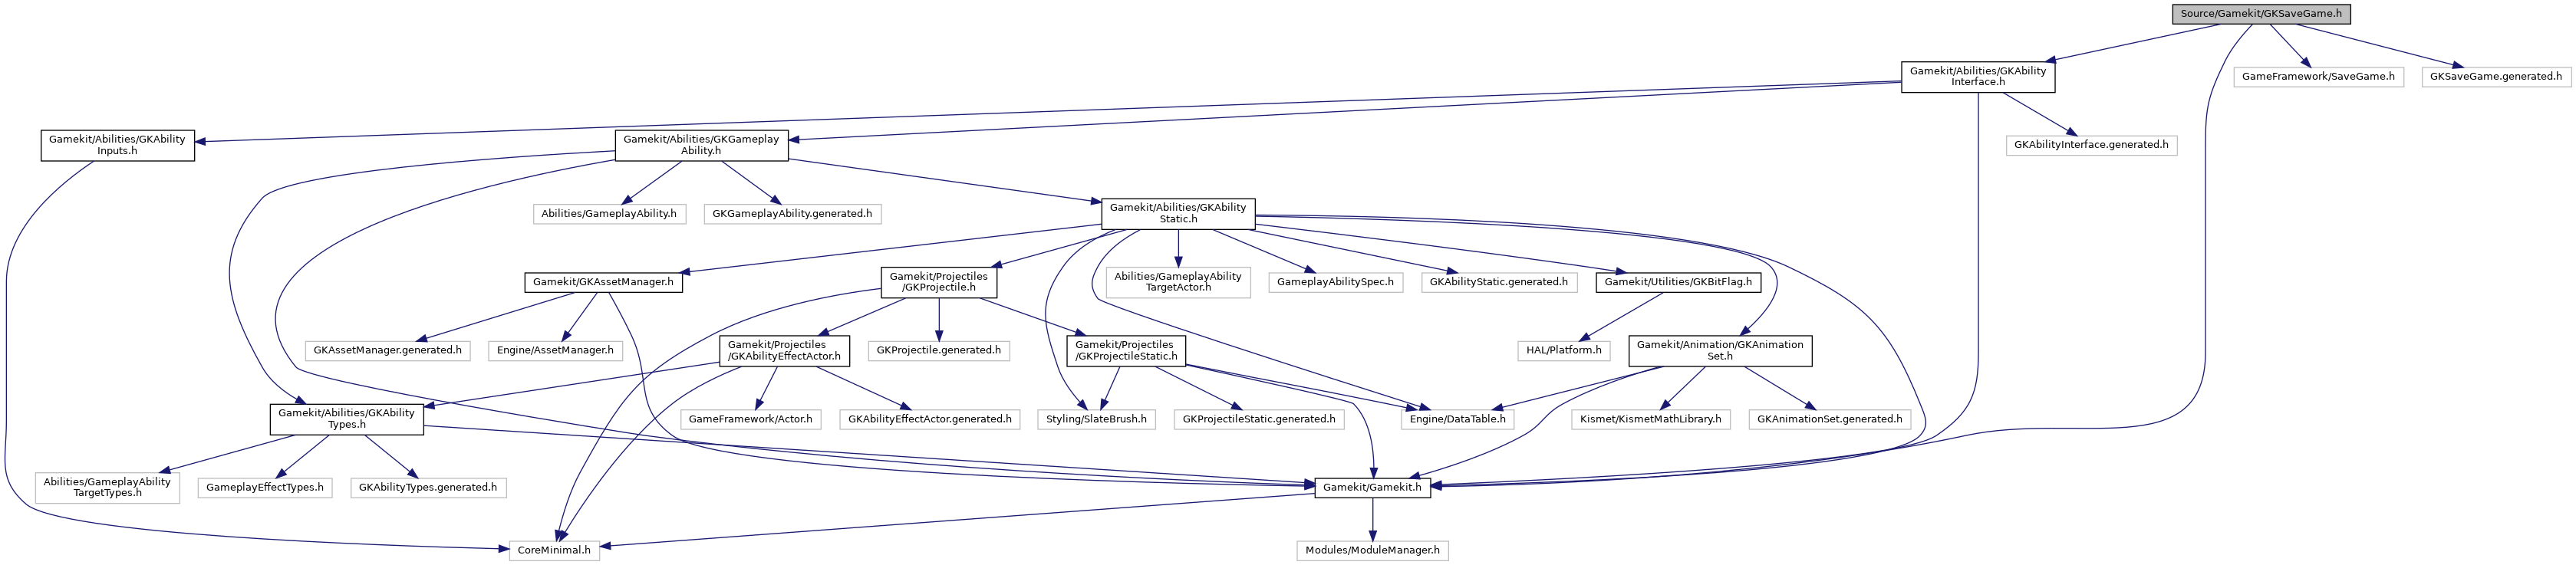 Source/Gamekit/GKSaveGame.h
Gamekit/Abilities/GKAbility
Interface.h
GameFramework/SaveGame.h
GKSaveGame.generated.h
Gamekit/Abilities/GKAbility
Inputs.h
Gamekit/Abilities/GKGameplay
Ability.h
GKAbilityInterface.generated.h
Abilities/GameplayAbility.h
GKGameplayAbility.generated.h
Gamekit/Abilities/GKAbility
Static.h
Gamekit/GKAssetManager.h
Gamekit/Projectiles
/GKProjectile.h
Abilities/GameplayAbility
TargetActor.h
GameplayAbilitySpec.h
GKAbilityStatic.generated.h
Gamekit/Utilities/GKBitFlag.h
GKAssetManager.generated.h
Engine/AssetManager.h
Gamekit/Projectiles
/GKAbilityEffectActor.h
GKProjectile.generated.h
Gamekit/Projectiles
/GKProjectileStatic.h
HAL/Platform.h
Gamekit/Animation/GKAnimation
Set.h
Gamekit/Abilities/GKAbility
Types.h
GameFramework/Actor.h
GKAbilityEffectActor.generated.h
Styling/SlateBrush.h
GKProjectileStatic.generated.h
Engine/DataTable.h
Kismet/KismetMathLibrary.h
GKAnimationSet.generated.h
Abilities/GameplayAbility
TargetTypes.h
GameplayEffectTypes.h
GKAbilityTypes.generated.h
Gamekit/Gamekit.h
CoreMinimal.h
Modules/ModuleManager.h